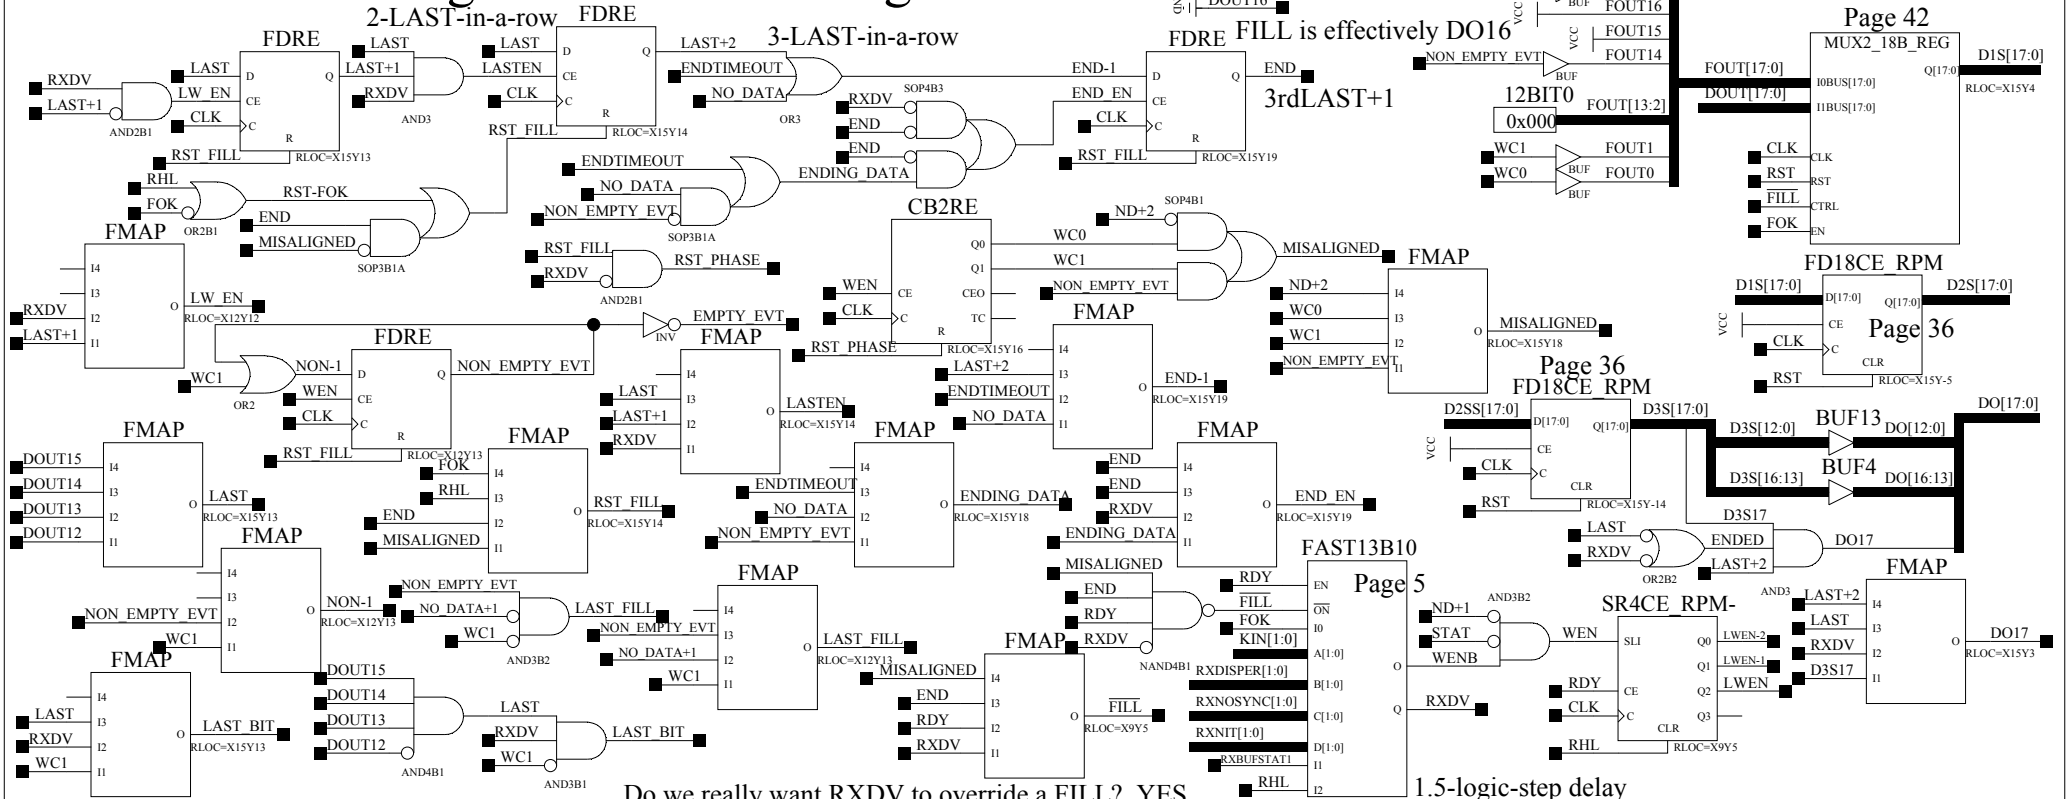 2-LAST-in-a-row
3-LAST-in-a-row
FILL is effectively DO16
3rdLAST+1
FDRE
RXDV
LAST+1
AND2B1
LAST
LW_EN
CLK
D
CE
C
Q
R
RLOC=X15Y13
RST_FILL
LAST
LAST+1
RXDV
AND3
FDRE
LAST
LASTEN
CLK
D
CE
C
Q
R
RLOC=X15Y14
RST_FILL
LAST+2
ENDTIMEOUT
NO_DATA
OR3
SOP4B3
RXDV
END
END
ENDING_DATA
END-1
END_EN
CLK
RST_FILL
FDRE
D
CE
C
Q
R
RLOC=X15Y19
END
DOUT16
VCC
BUF
FOUT16
VCC
FOUT15
NON_EMPTY_EVT
BUF
FOUT14
12BIT0
0x000
FOUT[13:2]
WC1
BUF
FOUT1
WC0
BUF
FOUT0
FOUT[17:0]
DOUT[17:0]
Page 42
MUX2_18B_REG
I0BUS[17:0]
I1BUS[17:0]
Q[17:0]
D1S[17:0]
RLOC=X15Y4
CLK
RST
FILL
FOK
CLK
RST
CTRL
EN
RHL
FOK
OR2B1
RST-FOK
END
MISALIGNED
SOP3B1A
ENDTIMEOUT
NO_DATA
NON_EMPTY_EVT
SOP3B1A
RST_FILL
RXDV
AND2B1
RST_PHASE
CB2RE
WEN
CLK
RST_PHASE
CE
C
Q0
Q1
CEO
TC
R
RLOC=X15Y16
WC0
WC1
ND+2
NON_EMPTY_EVT
SOP4B1
MISALIGNED
FMAP
ND+2
WC0
WC1
NON_EMPTY_EVT
I4
I3
I2
I1
O
MISALIGNED
RLOC=X15Y18
FD18CE_RPM
D1S[17:0]
VCC
CLK
RST
D[17:0]
CE
C
Q[17:0]
Page 36
CLR
RLOC=X15Y-5
D2S[17:0]
FMAP
RXDV
LAST+1
I4
I3
I2
I1
O
LW_EN
RLOC=X12Y12
WC1
OR2
NON-1
WEN
CLK
RST_FILL
FDRE
D
CE
C
Q
R
RLOC=X12Y13
NON_EMPTY_EVT
INV
EMPTY_EVT
FMAP
LAST
LAST+1
RXDV
I4
I3
I2
I1
O
LASTEN
RLOC=X15Y14
FMAP
LAST+2
ENDTIMEOUT
NO_DATA
I4
I3
I2
I1
O
END-1
RLOC=X15Y19
Page 36
FD18CE_RPM
D2SS[17:0]
VCC
CLK
RST
D[17:0]
CE
C
Q[17:0]
CLR
RLOC=X15Y-14
D3S[17:0]
D3S[12:0]
BUF13
DO[12:0]
D3S[16:13]
BUF4
DO[16:13]
DO[17:0]
D3S17
LAST
RXDV
OR2B2
ENDED
LAST+2
AND3
DO17
FMAP
DOUT15
DOUT14
DOUT13
DOUT12
I4
I3
I2
I1
O
LAST
RLOC=X15Y13
FMAP
FOK
RHL
END
MISALIGNED
I4
I3
I2
I1
O
RST_FILL
RLOC=X15Y14
FMAP
ENDTIMEOUT
NO_DATA
NON_EMPTY_EVT
I4
I3
I2
I1
O
ENDING_DATA
RLOC=X15Y18
FMAP
END
END
RXDV
ENDING_DATA
I4
I3
I2
I1
O
END_EN
RLOC=X15Y19
FMAP
NON_EMPTY_EVT
WC1
I4
I3
I2
I1
O
NON-1
RLOC=X12Y13
NON_EMPTY_EVT
NO_DATA+1
WC1
AND3B2
LAST_FILL
FMAP
NON_EMPTY_EVT
NO_DATA+1
WC1
I4
I3
I2
I1
O
LAST_FILL
RLOC=X12Y13
MISALIGNED
END
RDY
RXDV
NAND4B1
FMAP
MISALIGNED
END
RDY
RXDV
I4
I3
I2
I1
O
FILL
RLOC=X9Y5
FAST13B10
Page 5
RDY
FILL
FOK
KIN[1:0]
RXDISPER[1:0]
RXNOSYNC[1:0]
RXNIT[1:0]
RXBUFSTAT1
RHL
EN
ON
I0
A[1:0]
B[1:0]
C[1:0]
D[1:0]
I1
I2
O
Q
WENB
RXDV
ND+1
STAT
AND3B2
WEN
SR4CE_RPM-
RDY
CLK
RHL
SLI
CE
C
Q0
Q1
Q2
Q3
CLR
RLOC=X9Y5
LWEN-2
LWEN-1
LWEN
FMAP
LAST+2
LAST
RXDV
D3S17
I4
I3
I2
I1
O
DO17
RLOC=X15Y3
FMAP
LAST
RXDV
WC1
I4
I3
I2
I1
O
LAST_BIT
RLOC=X15Y13
DOUT15
DOUT14
DOUT13
DOUT12
AND4B1
LAST
RXDV
WC1
AND3B1
LAST_BIT
Do we really want RXDV to override a FILL? YES
1.5-logic-step delay